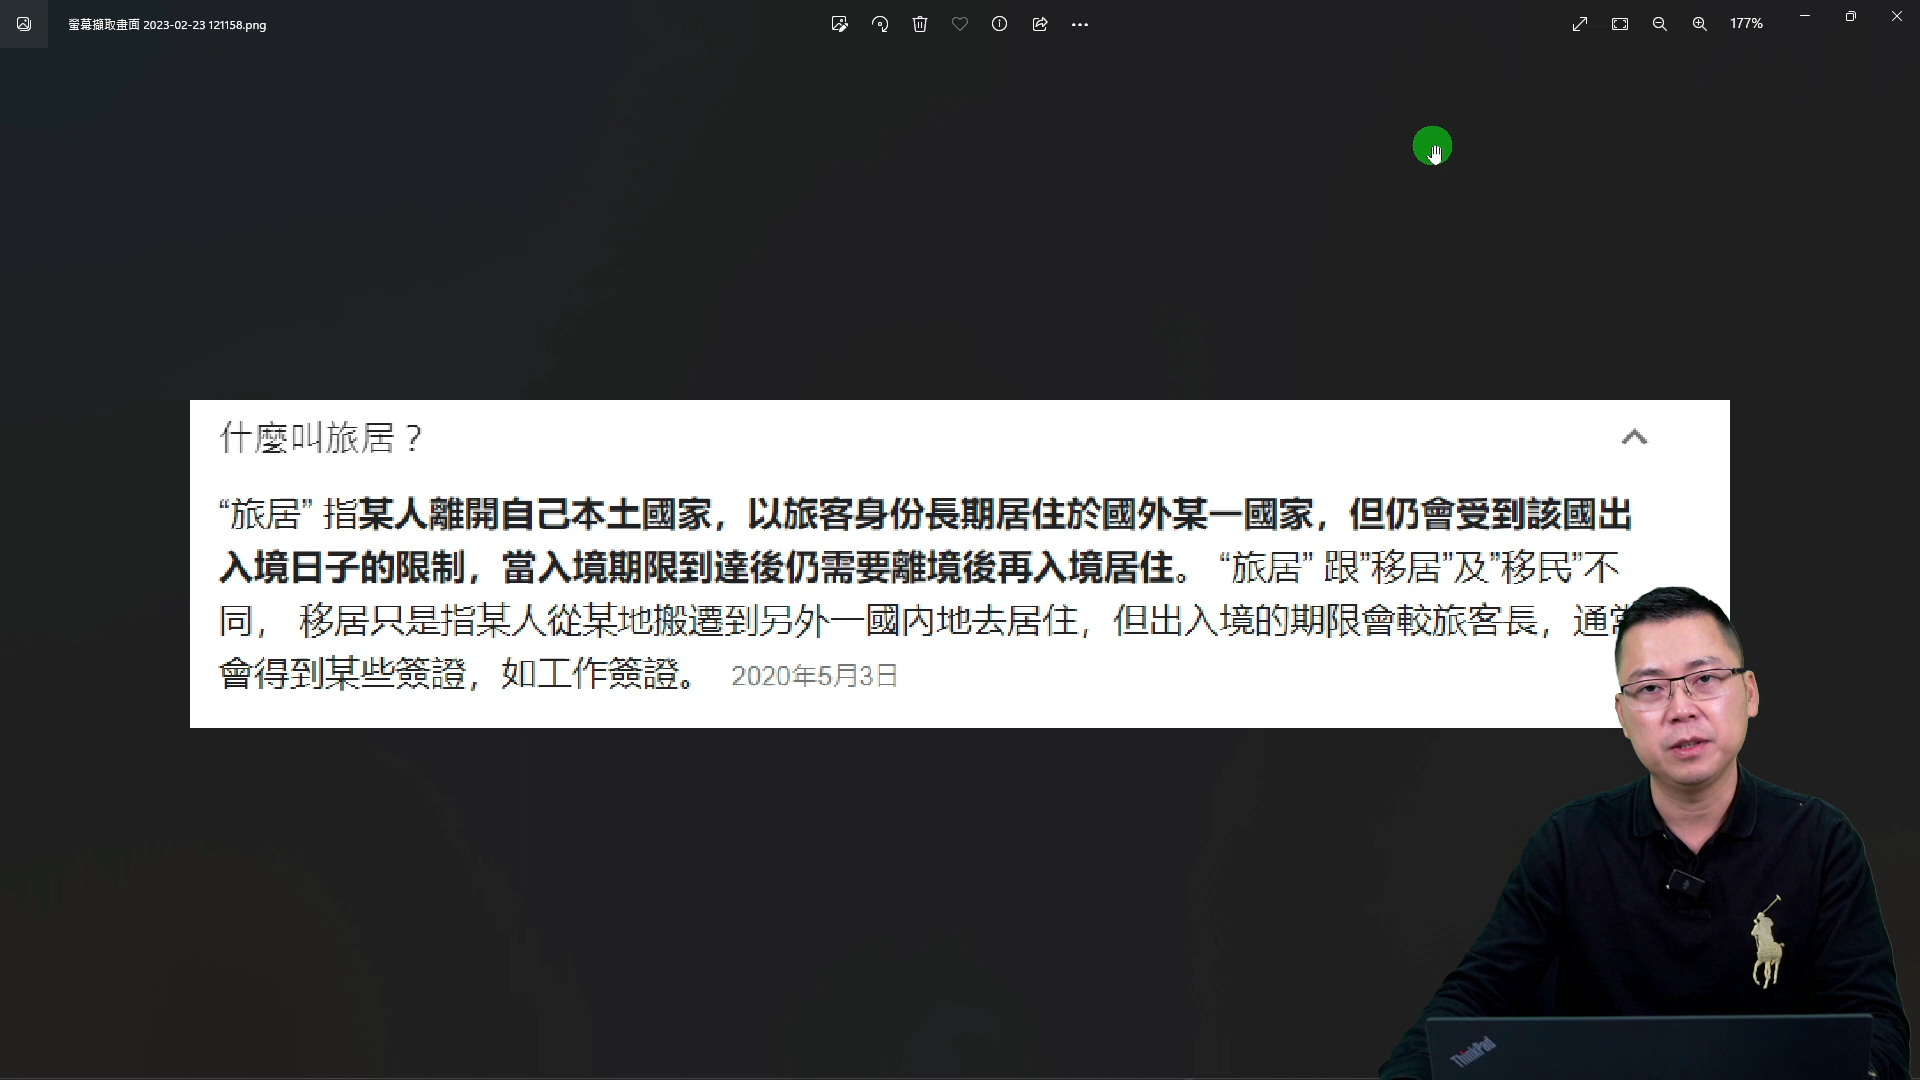 螢幕擷取畫面 2023-02-23 121158.png
177%
什麼叫旅居？
“旅居” 指某人離開自己本土國家，以旅客身份長期居住於國外某一國家，但仍會受到該國出
入境日子的限制，當入境期限到達後仍需要離境後再入境居住。 “旅居” 跟”移居”及”移民”不
同， 移居只是指某人從某地搬遷到另外一國內地去居住，但出入境的期限會較旅客長，通常
會得到某些簽證，如工作簽證。 2020年5月3日
ThinkPad